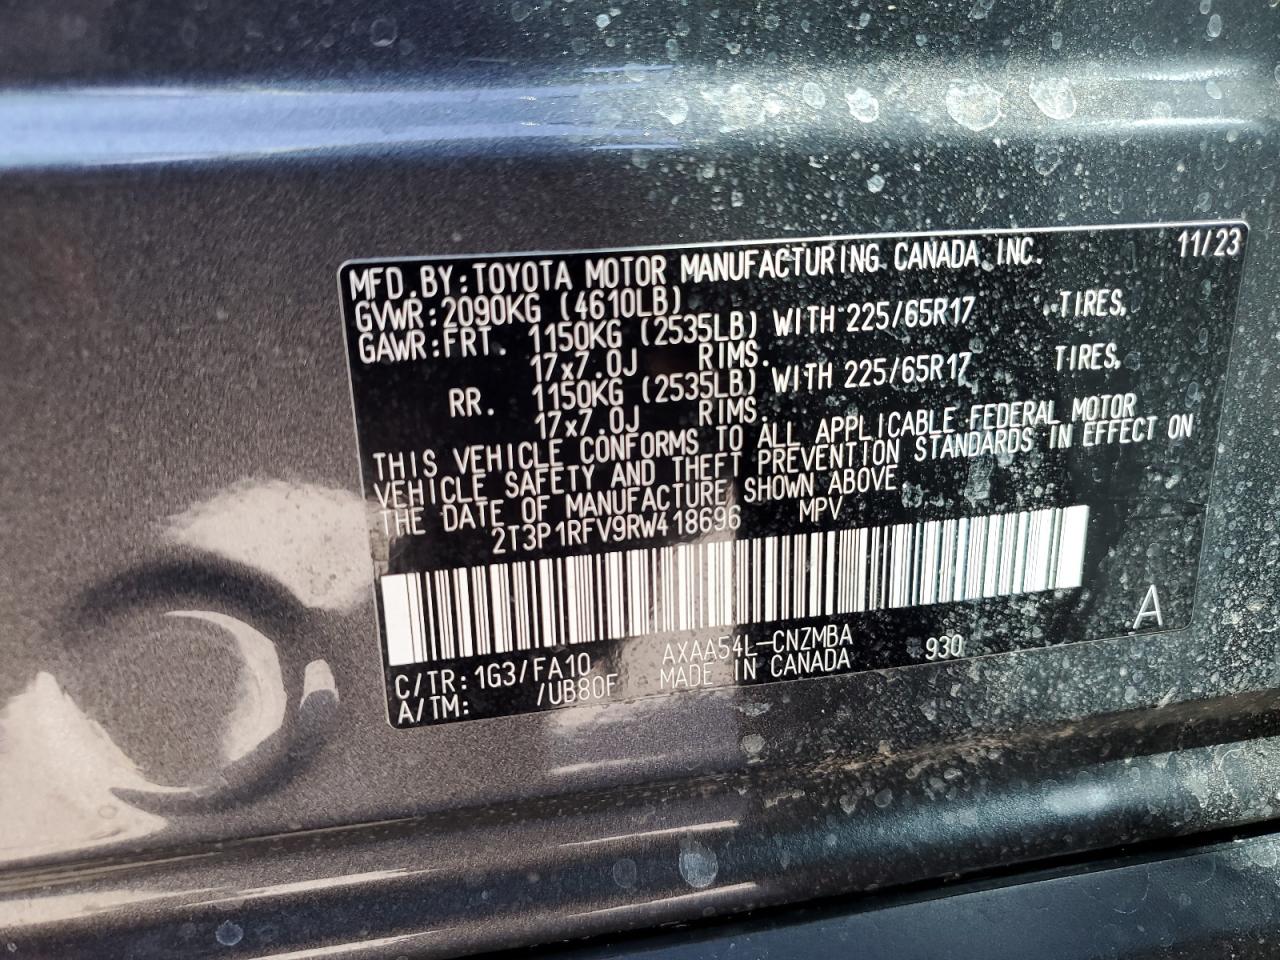 MFD.BY:TOYOTA MOTOR MANUFACTURING CANADA INC. 11/23
GVWR:2090KG (4610LB)
GAWR:FRT. 1150KG (2535LB) WITH 225/65R17 TIRES,
17x7.0J RIMS.
RR. 1150KG (2535LB) WITH 225/65R17 TIRES,
17x7.0J RIMS.
THIS VEHICLE CONFORMS TO ALL APPLICABLE FEDERAL MOTOR
VEHICLE SAFETY AND THEFT PREVENTION STANDARDS IN EFFECT ON
THE DATE OF MANUFACTURE SHOWN ABOVE.
2T3P1RFV9RW418696 MPV
A
C/TR:1G3/FA10 AXAA54L-CNZMBA 930
A/TM: /UB80F MADE IN CANADA